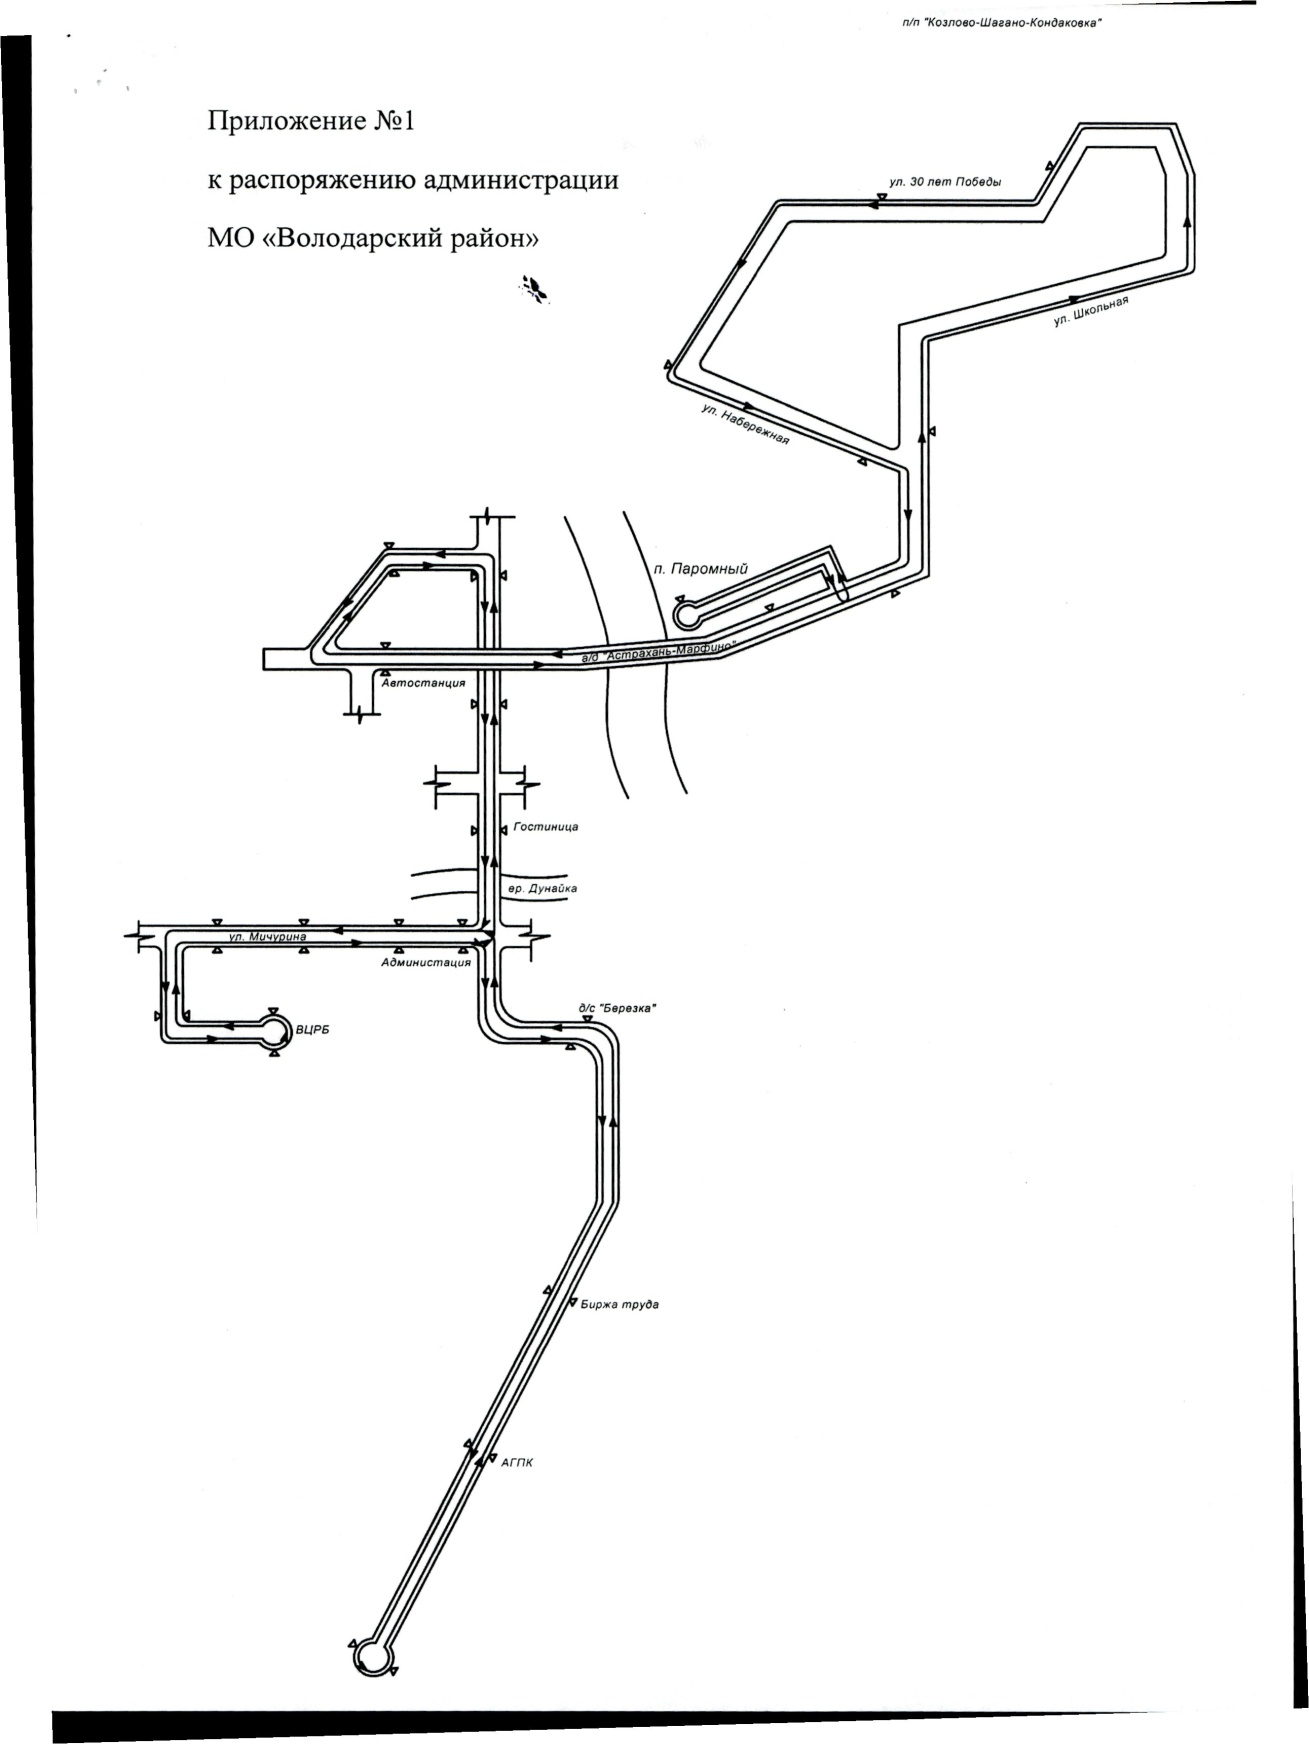 п/п "Козлово-Шагано-Кондаковка"
Приложение №1
к распоряжению администрации
МО «Володарский район»
ул. 30 лет Победы
ул. Школьная
ул. Набережная
п. Паромный
а/д "Астрахань-Марфино"
Автостанция
Гостиница
ер. Дунайка
ул. Мичурина
Администация
д/с "Березка"
ВЦРБ
Биржа труда
АГПК